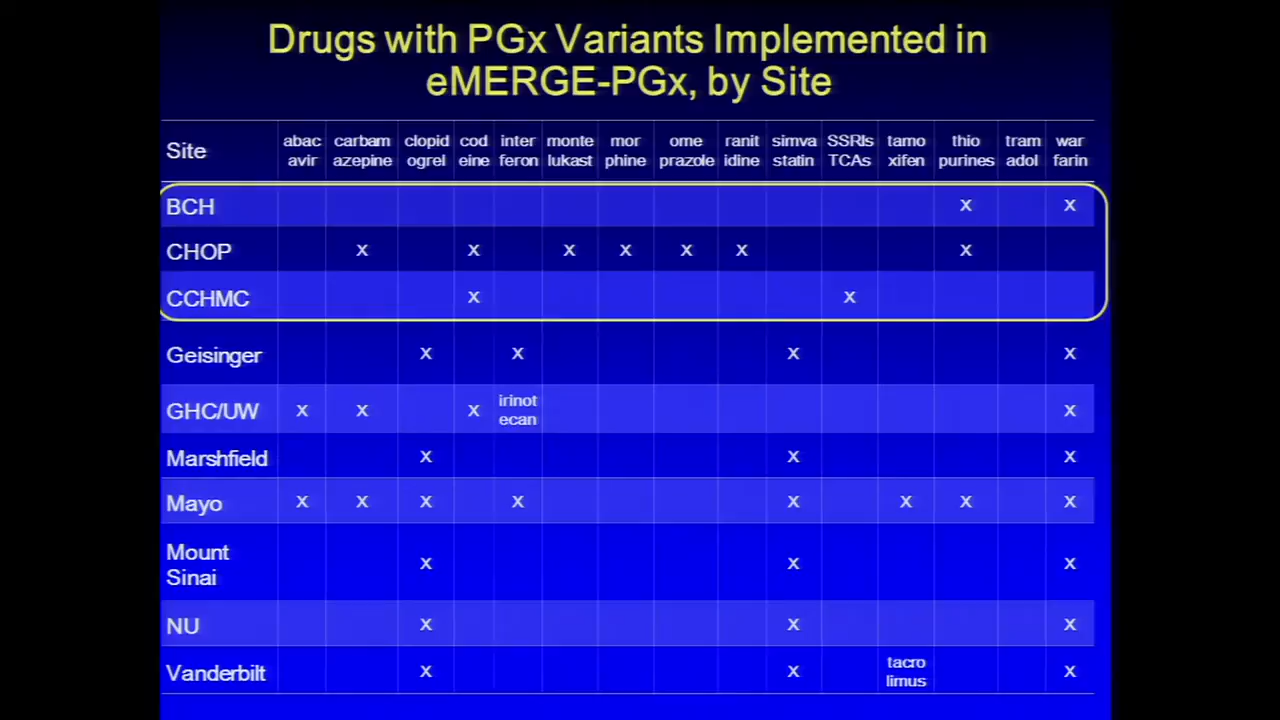 Drugs with PGx Variants Implemented in
eMERGE-PGx, by Site
Site abac carbam clopid cod inter monte mor ome ranit simva SSRIs tamo thio tram war
avir azepine ogrel eine feron lukast phine prazole idine statin TCAs xifen purines adol farin
BCH x x
CHOP x x x x x x x
CCHMC x x
Geisinger x x x x
GHC/UW x x x irinot x
ecan
Marshfield x x x
Mayo x x x x x x x x
Mount
Sinai x x x
NU x x x
Vanderbilt x x tacro x
limus